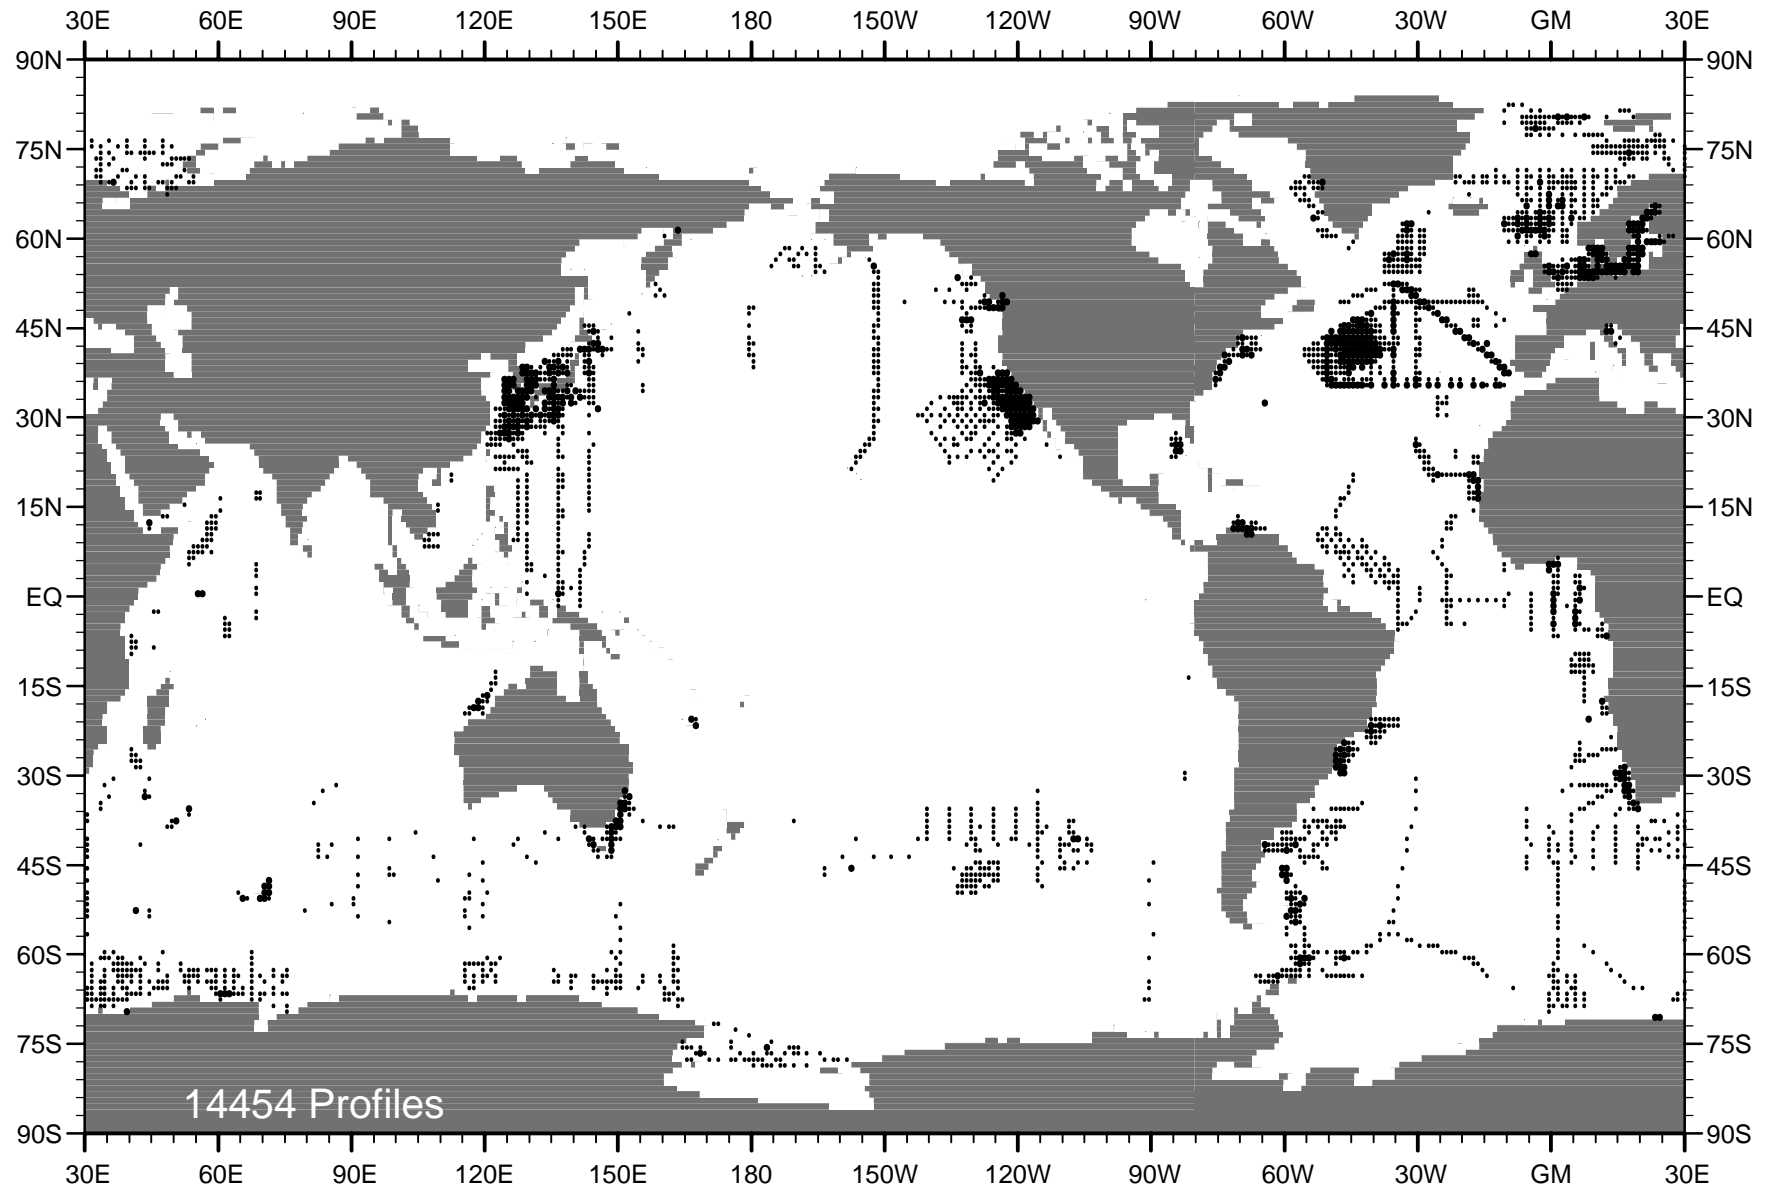 30E 60E 90E 120E 150E 180 150W 120W 90W 60W 30W GM 30E
90N 90N
75N 75N
60N 60N
45N 45N
30N 30N
15N 15N
EQ EQ
15S 15S
30S 30S
45S 45S
60S 60S
75S 75S
14454 Profiles
90S 90S
30E 60E 90E 120E 150E 180 150W 120W 90W 60W 30W GM 30E